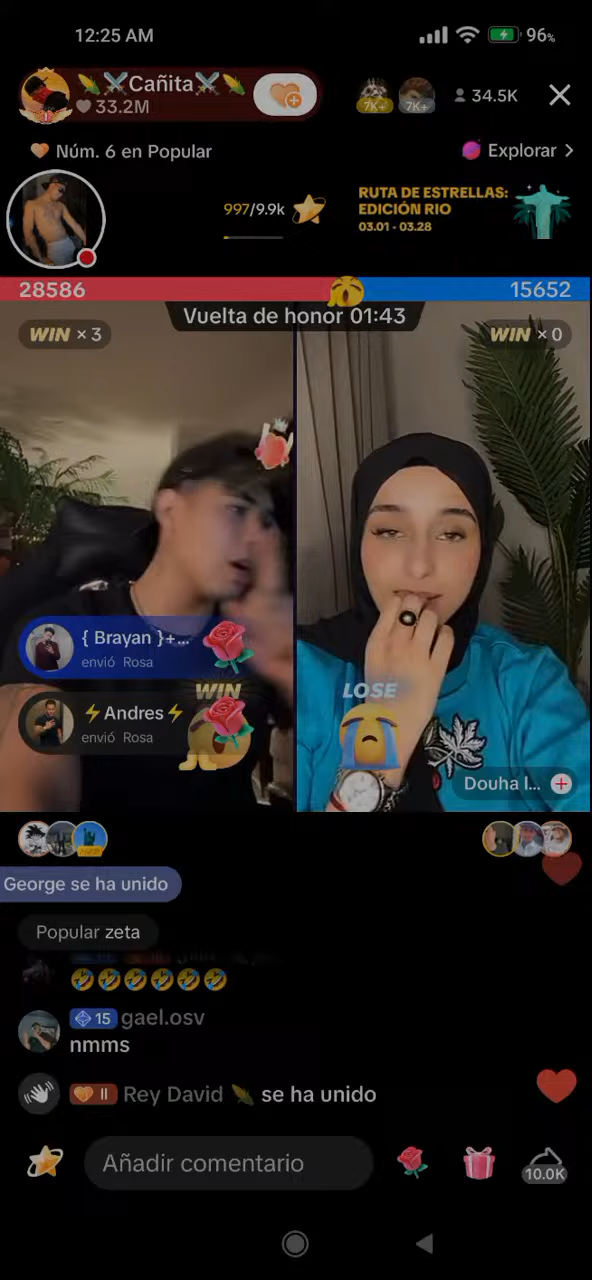 12:25 AM
96%
Cañita
33.2M
7K+
7K+
34.5K
Núm. 6 en Popular
Explorar
997/9.9k
RUTA DE ESTRELLAS:
EDICIÓN RIO
03.01 - 03.28
28586
15652
Vuelta de honor 01:43
WIN × 3
WIN × 0
{ Brayan }+...
envió Rosa
WIN
LOSE
⚡Andres⚡
envió Rosa
Douha l...
George se ha unido
Popular zeta
🤣🤣🤣🤣🤣🤣
15 gael.osv
nmms
II Rey David 🌽 se ha unido
Añadir comentario
10.0K